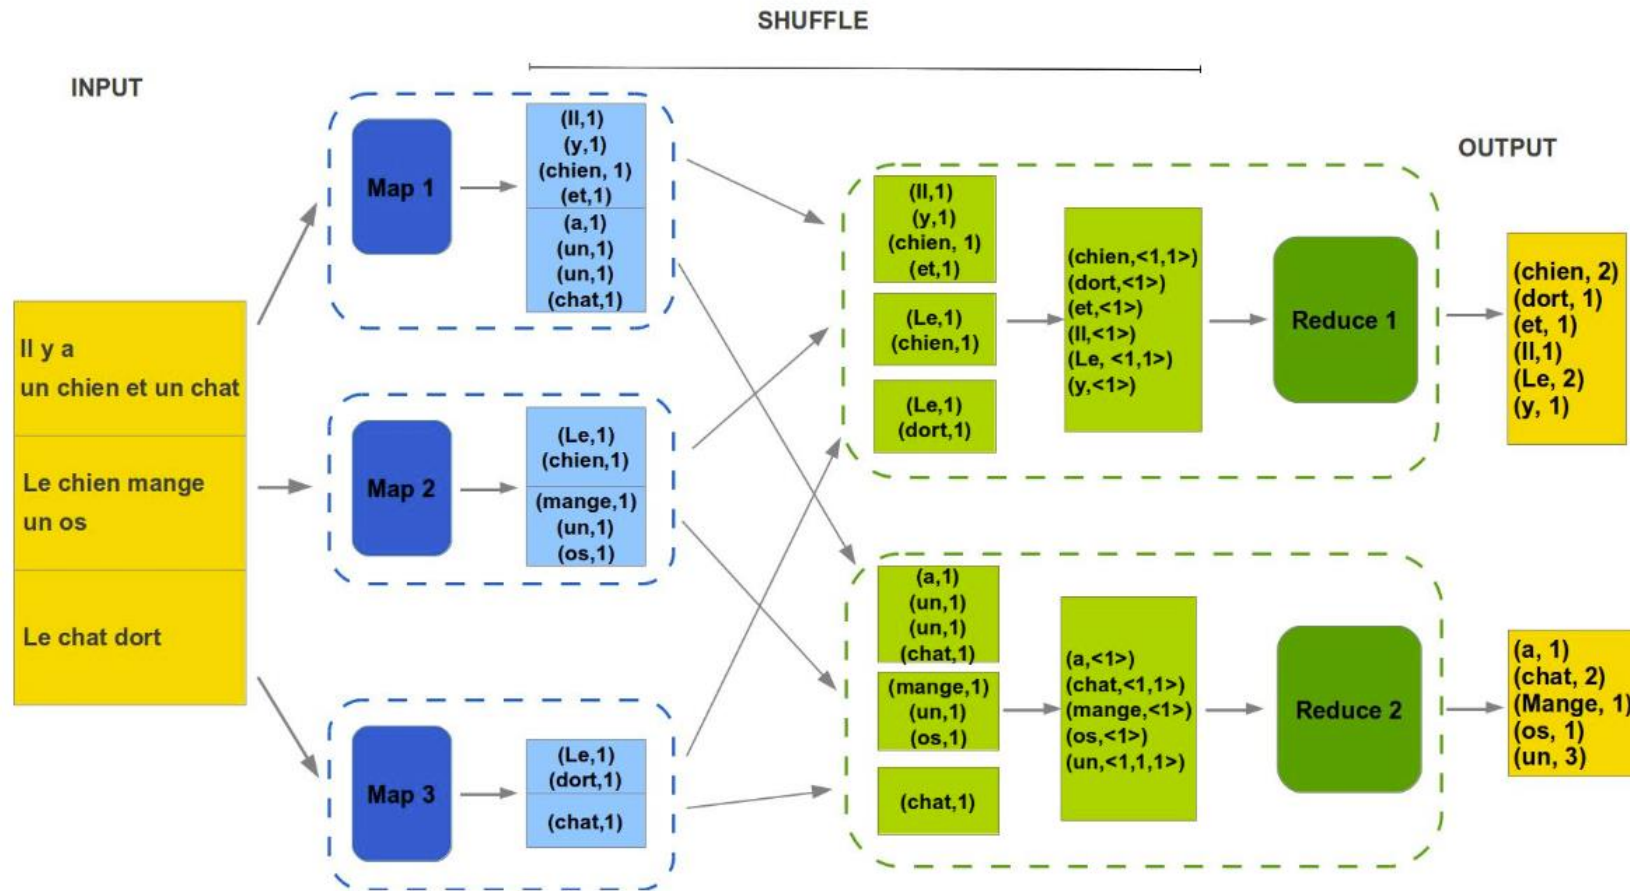 SHUFFLE
INPUT
OUTPUT
Il y a
un chien et un chat
Le chien mange
un os
Le chat dort
Map 1
(Il,1)
(y,1)
(chien, 1)
(et,1)
(a,1)
(un,1)
(un,1)
(chat,1)
Map 2
(Le,1)
(chien,1)
(mange,1)
(un,1)
(os,1)
Map 3
(Le,1)
(dort,1)
(chat,1)
(Il,1)
(y,1)
(chien, 1)
(et,1)
(Le,1)
(chien,1)
(Le,1)
(dort,1)
(chien,<1,1>)
(dort,<1>)
(et,<1>)
(Il,<1>)
(Le, <1,1>)
(y,<1>)
Reduce 1
(chien, 2)
(dort, 1)
(et, 1)
(Il,1)
(Le, 2)
(y, 1)
(a,1)
(un,1)
(un,1)
(chat,1)
(mange,1)
(un,1)
(os,1)
(chat,1)
(a,<1>)
(chat,<1,1>)
(mange,<1>)
(os,<1>)
(un,<1,1,1>)
Reduce 2
(a, 1)
(chat, 2)
(Mange, 1)
(os, 1)
(un, 3)